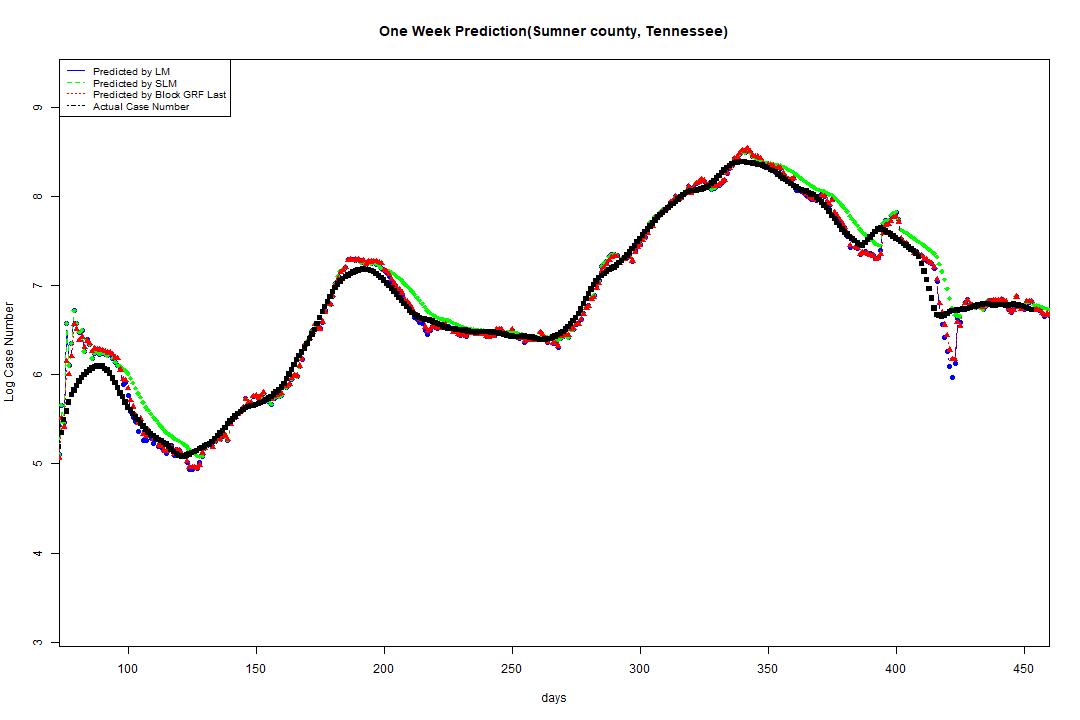 One Week Prediction(Sumner county, Tennessee)
Predicted by LM
Predicted by SLM
Predicted by Block GRF Last
Actual Case Number
9
8
7
6
5
4
3
Log Case Number
100 150 200 250 300 350 400 450
days